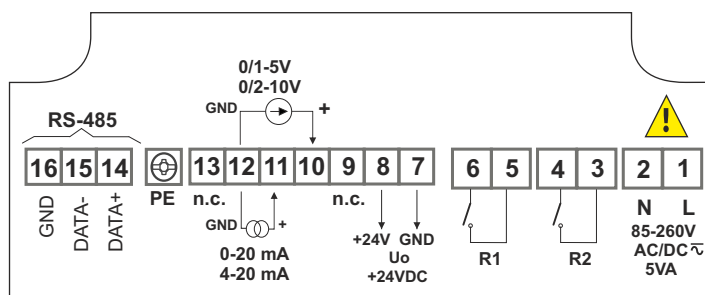 0/1-5V
0/2-10V
GND +
RS-485
16 15 14 PE 13 12 11 10 9 8 7 6 5 4 3 2 1
n.c. n.c.
GND
DATA-
DATA+
GND +
0-20 mA
4-20 mA
+24V GND
Uo
+24VDC
R1
R2
N L
85-260V
AC/DC
5VA